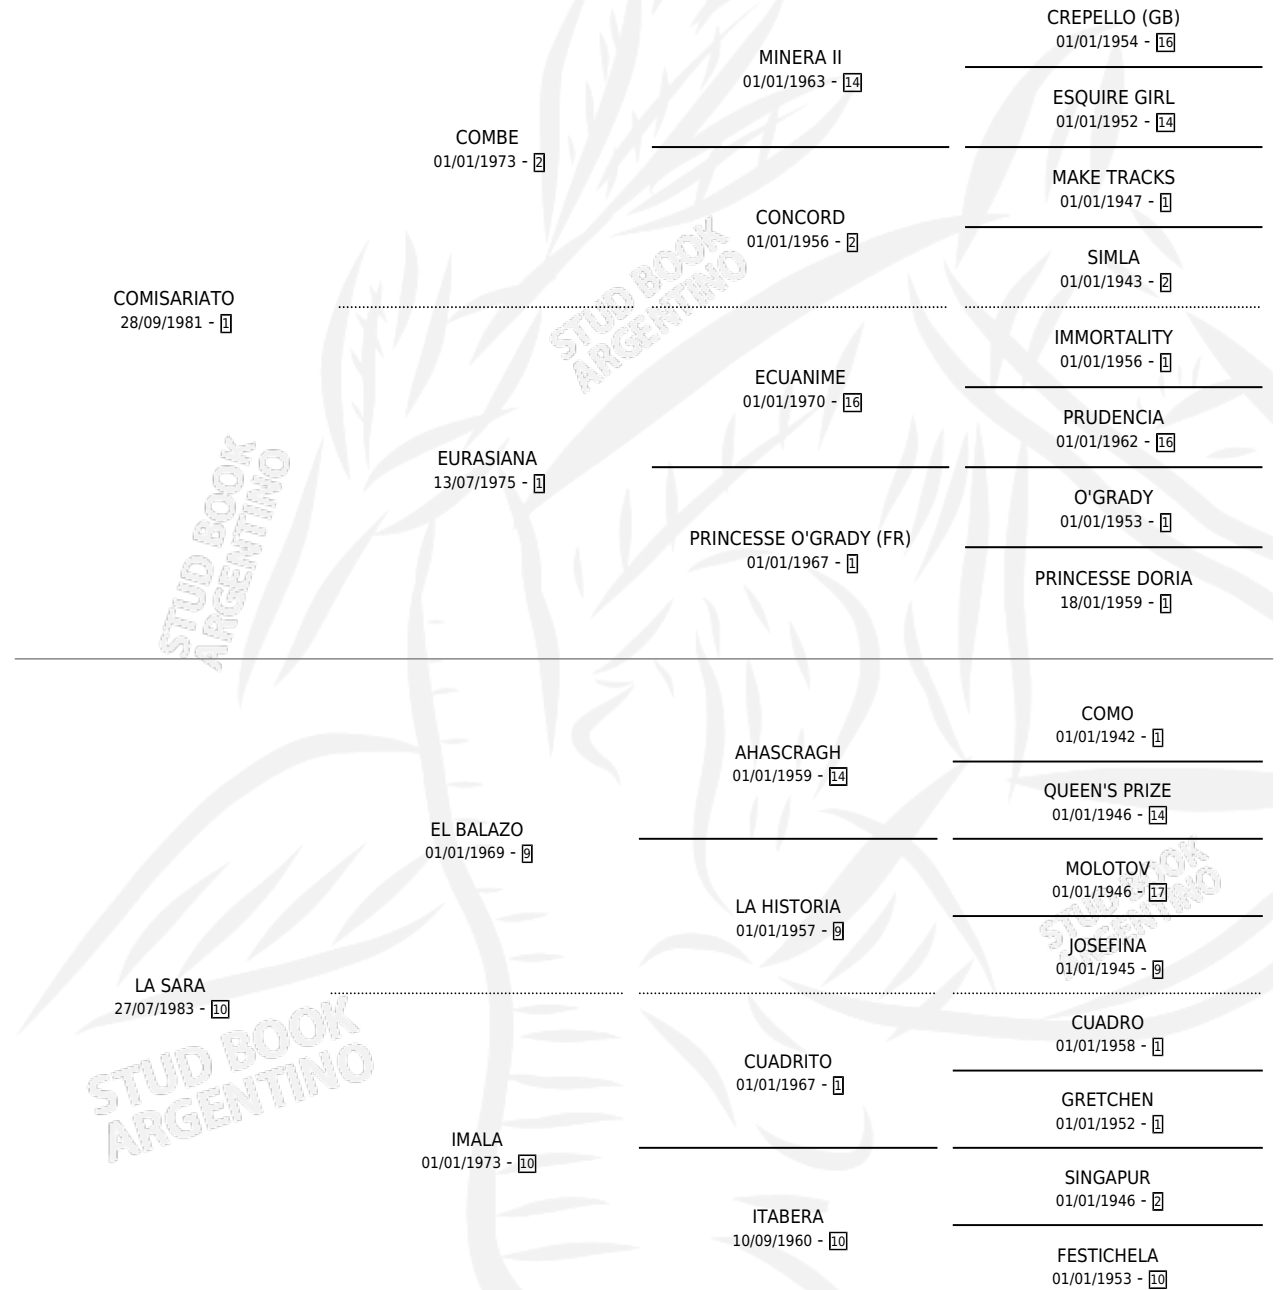 CREPELLO (GB)
01/01/1954 - 16
MINERA II
01/01/1963 - 14
ESQUIRE GIRL
01/01/1952 - 14
COMBE
01/01/1973 - 2
MAKE TRACKS
01/01/1947 - 1
CONCORD
01/01/1956 - 2
SIMLA
01/01/1943 - 2
COMISARIATO
28/09/1981 - 1
IMMORTALITY
01/01/1956 - 1
ECUANIME
01/01/1970 - 16
PRUDENCIA
01/01/1962 - 16
EURASIANA
13/07/1975 - 1
O'GRADY
01/01/1953 - 1
PRINCESSE O'GRADY (FR)
01/01/1967 - 1
PRINCESSE DORIA
18/01/1959 - 1
STUD BOOK
ARGENTINO
STUD BOOK
ARGENTINO
COMO
01/01/1942 - 1
AHASCRAGH
01/01/1959 - 14
QUEEN'S PRIZE
01/01/1946 - 14
EL BALAZO
01/01/1969 - 9
MOLOTOV
01/01/1946 - 17
LA HISTORIA
01/01/1957 - 9
JOSEFINA
01/01/1945 - 9
LA SARA
27/07/1983 - 10
CUADRO
01/01/1958 - 1
CUADRITO
01/01/1967 - 1
GRETCHEN
01/01/1952 - 1
IMALA
01/01/1973 - 10
SINGAPUR
01/01/1946 - 2
ITABERA
10/09/1960 - 10
FESTICHELA
01/01/1953 - 10
STUD BOOK
ARGENTINO
STUD BOOK
ARGENTINO